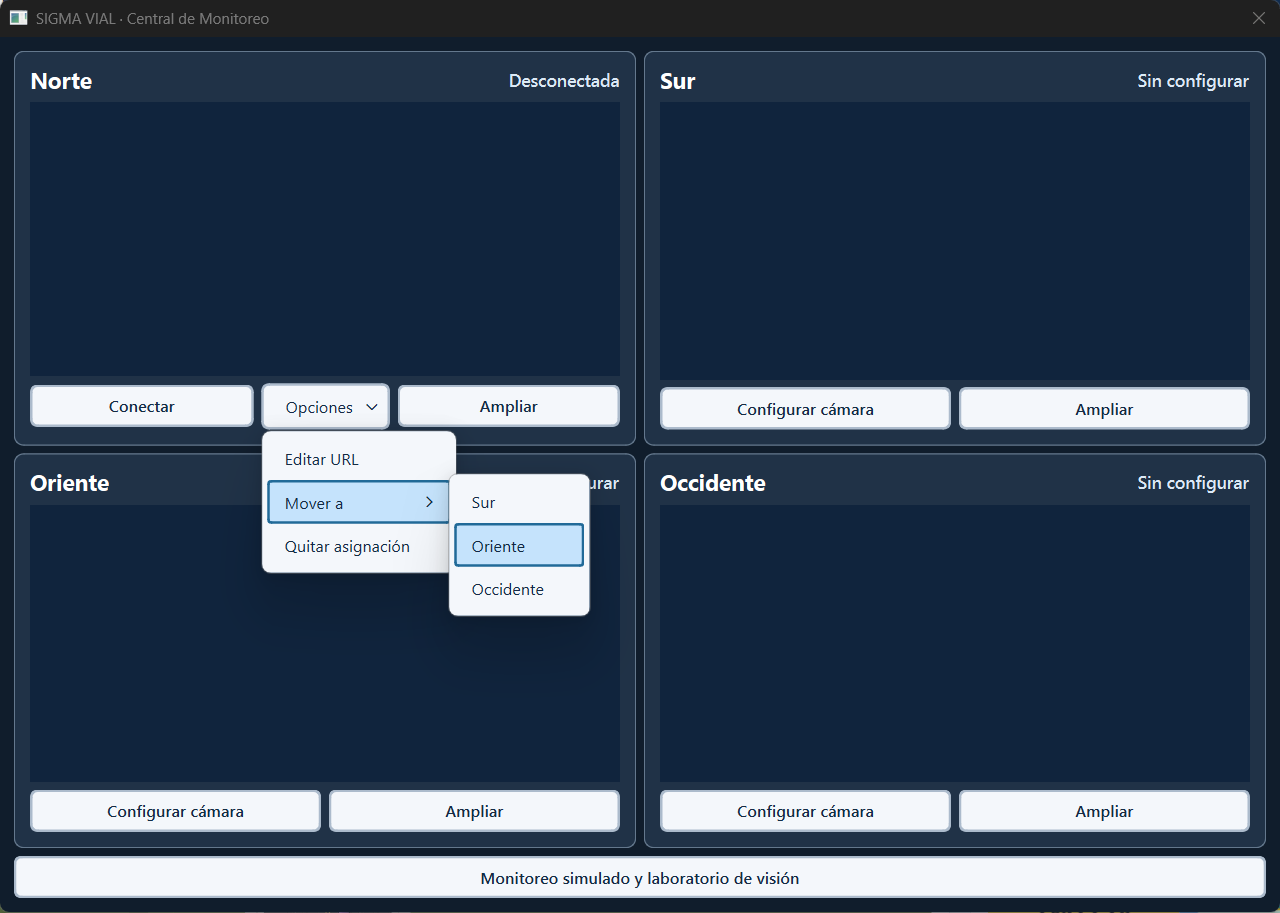 SIGMA VIAL · Central de Monitoreo
Norte
Desconectada
Sur
Sin configurar
Conectar
Opciones
Ampliar
Configurar cámara
Ampliar
Editar URL
Mover a
Quitar asignación
Sur
Oriente
Occidente
Oriente
Occidente
Sin configurar
Configurar cámara
Ampliar
Configurar cámara
Ampliar
Monitoreo simulado y laboratorio de visión